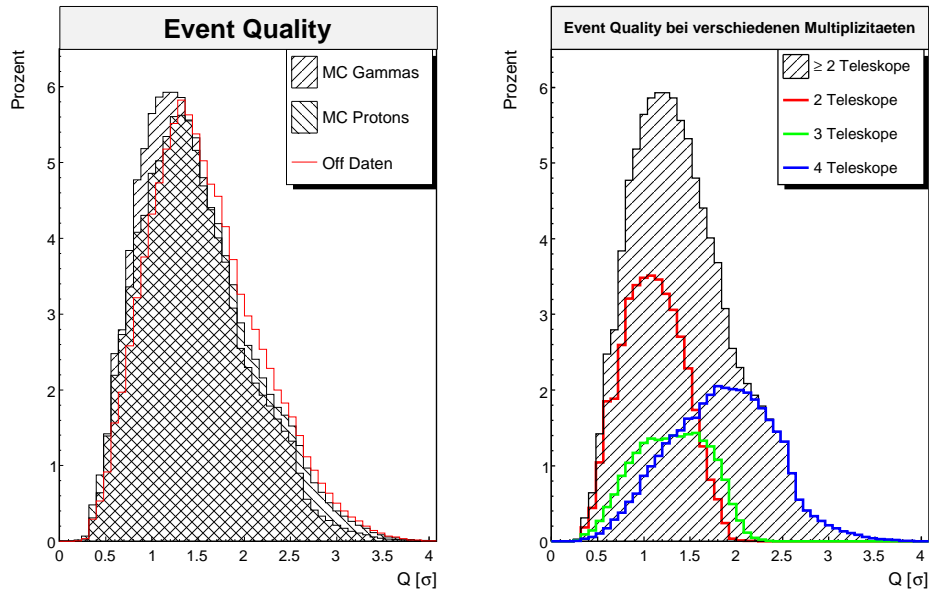 Event Quality
MC Gammas
MC Protons
Off Daten
Prozent
6
5
4
3
2
1
0
0 0.5 1 1.5 2 2.5 3 3.5 4
Q [σ]
Event Quality bei verschiedenen Multiplizitaeten
≥ 2 Teleskope
2 Teleskope
3 Teleskope
4 Teleskope
Prozent
6
5
4
3
2
1
0
0 0.5 1 1.5 2 2.5 3 3.5 4
Q [σ]